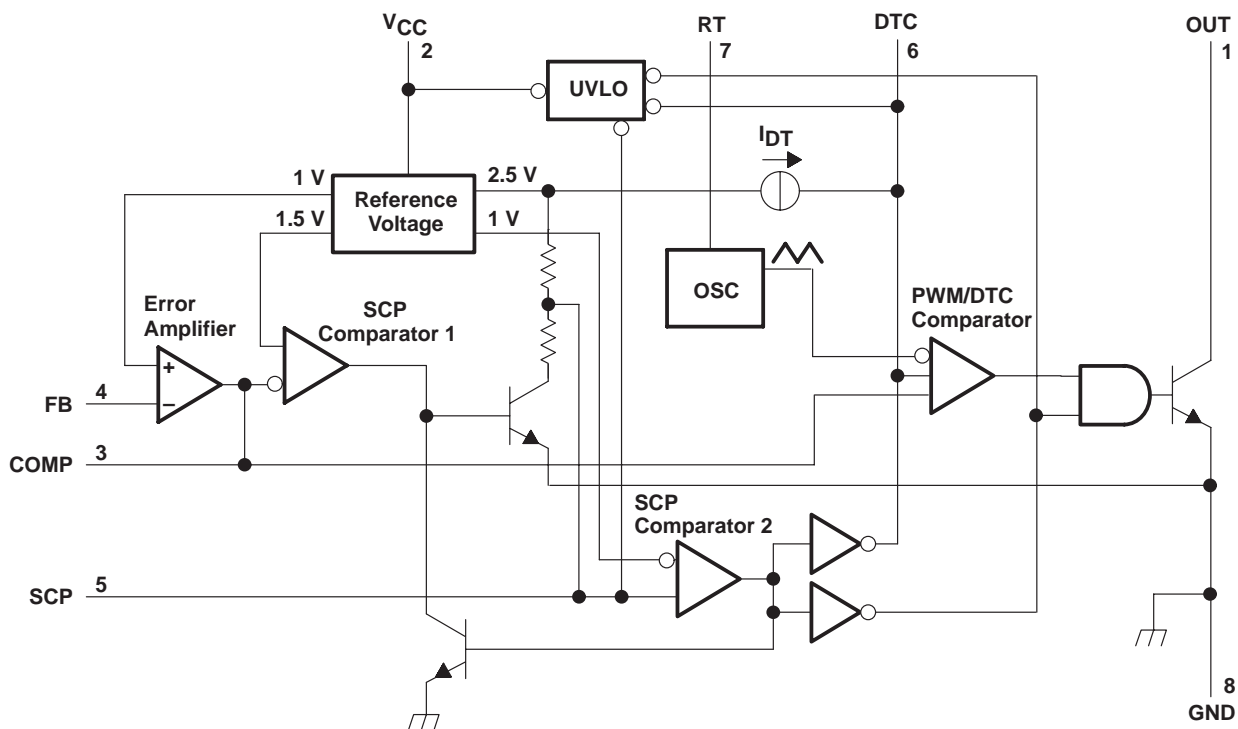 VCC
2
RT
7
DTC
6
OUT
1
UVLO
IDT
1 V
2.5 V
Reference
Voltage
1.5 V
1 V
OSC
Error
Amplifier
SCP
Comparator 1
PWM/DTC
Comparator
+
−
FB
4
COMP
3
SCP
Comparator 2
SCP
5
8
GND